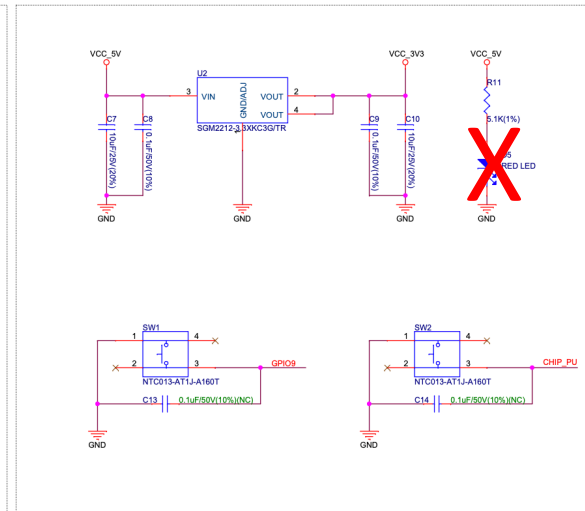 VCC_5V
VCC_3V3
VCC_5V
U2
R11
3
VIN
GND/ADJ
VOUT
2
VOUT
4
C7
C8
C9
C10
5.1K(1%)
SGM2212-3.3XKC3G/TR
10uF/25V(20%)
0.1uF/50V(10%)
0.1uF/50V(10%)
10uF/25V(20%)
RED LED
GND
GND
GND
GND
SW1
SW2
1
4
1
4
2
3
GPIO9
2
3
CHIP_PU
NTC013-AT1J-A160T
NTC013-AT1J-A160T
C13
0.1uF/50V(10%)(NC)
C14
0.1uF/50V(10%)(NC)
GND
GND